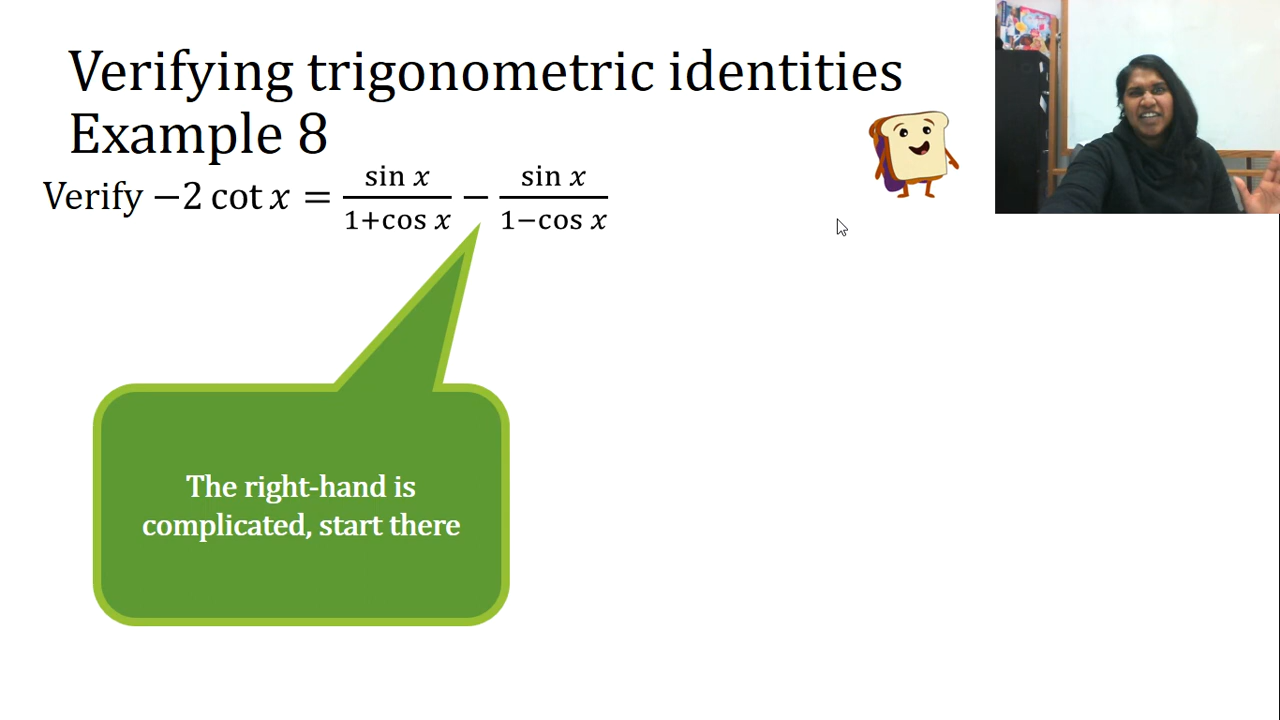 Verifying trigonometric identities
Example 8
Verify −2 cot x = sin x / 1+cos x − sin x / 1−cos x
The right-hand is
complicated, start there